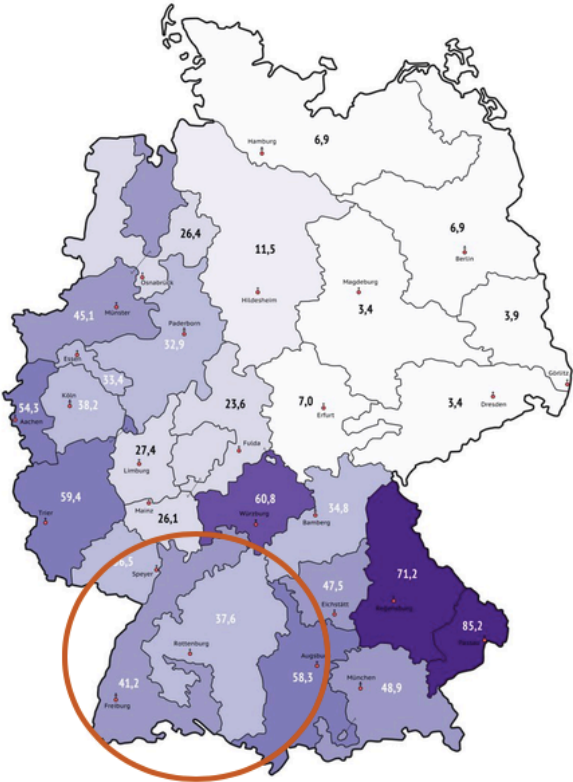 6,9
Hamburg
6,9
Berlin
26,4
11,5
Osnabrück
Hildesheim
Magdeburg
3,4
3,9
45,1
Münster
Paderborn
32,9
Essen
33,4
Görlitz
Köln
38,2
54,3
Aachen
23,6
7,0
Erfurt
3,4
Dresden
27,4
Limburg
Fulda
59,4
Trier
Mainz
26,1
60,8
Würzburg
34,8
Bamberg
Speyer
47,5
Eichstätt
71,2
Regensburg
85,2
Passau
37,6
Rottenburg
41,2
Freiburg
58,3
München
48,9